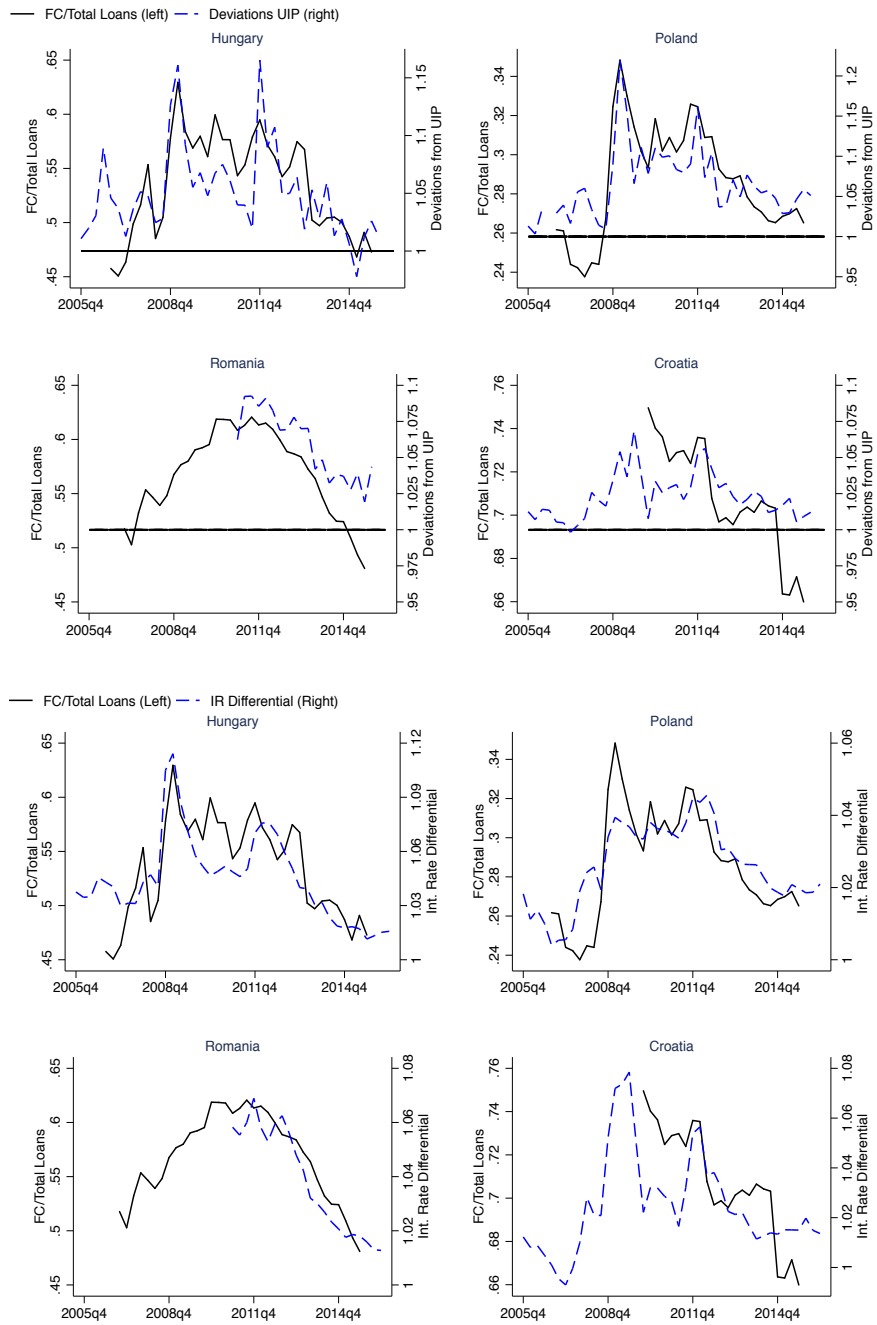 FC/Total Loans (left) Deviations UIP (right)
Hungary
FC/Total Loans
.65
.6
.55
.5
.45
1.15
1.1
1.05
1
Deviations from UIP
2005q4 2008q4 2011q4 2014q4
Poland
FC/Total Loans
.34
.32
.3
.28
.26
.24
1.2
1.15
1.1
1.05
1
.95
Deviations from UIP
2005q4 2008q4 2011q4 2014q4
Romania
FC/Total Loans
.65
.6
.55
.5
.45
1.1
1.075
1.05
1.025
1
.975
.95
Deviations from UIP
2005q4 2008q4 2011q4 2014q4
Croatia
FC/Total Loans
.76
.74
.72
.7
.68
.66
1.1
1.075
1.05
1.025
1
.975
.95
Deviations from UIP
2005q4 2008q4 2011q4 2014q4
FC/Total Loans (Left) IR Differential (Right)
Hungary
FC/Total Loans
.65
.6
.55
.5
.45
1.12
1.09
1.06
1.03
1
Int. Rate Differential
2005q4 2008q4 2011q4 2014q4
Poland
FC/Total Loans
.34
.32
.3
.28
.26
.24
1.06
1.04
1.02
1
Int. Rate Differential
2005q4 2008q4 2011q4 2014q4
Romania
FC/Total Loans
.65
.6
.55
.5
.45
1.08
1.06
1.04
1.02
1
Int. Rate Differential
2005q4 2008q4 2011q4 2014q4
Croatia
FC/Total Loans
.76
.74
.72
.7
.68
.66
1.08
1.06
1.04
1.02
1
Int. Rate Differential
2005q4 2008q4 2011q4 2014q4